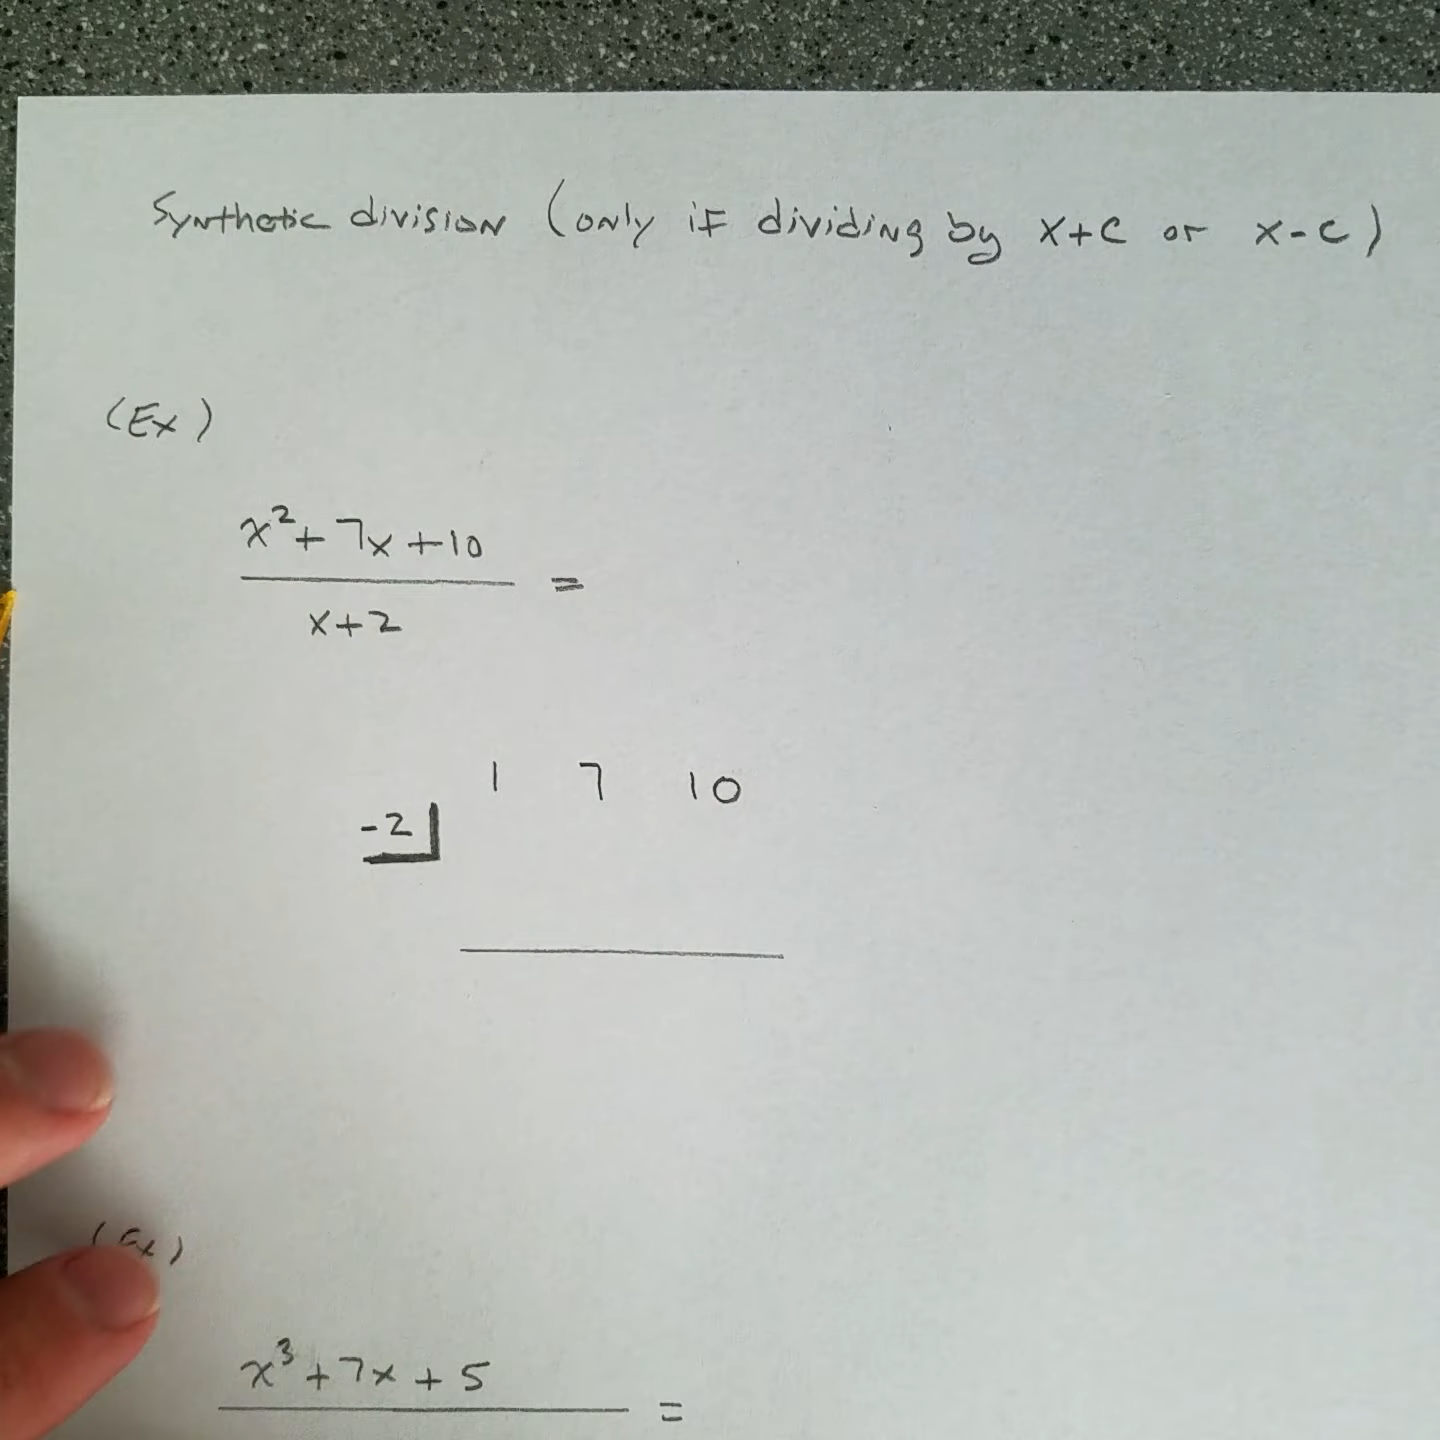 Synthetic division (only if dividing by x+c or x-c)
(Ex)
x²+7x+10
x+2
=
1 7 10
-2
(Ex)
x³+7x+5
=